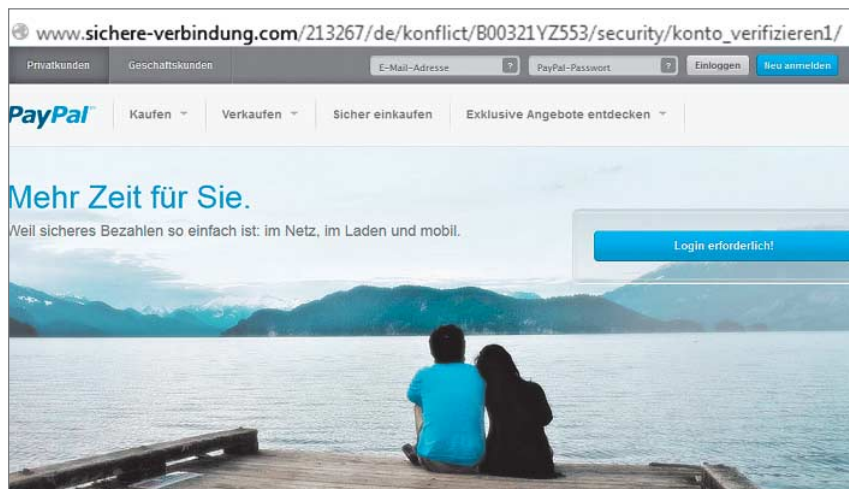 www.sichere-verbindung.com/213267/de/konflict/B00321YZ553/security/konto_verifizieren1/
Privatkunden Geschaftskunden E-Mail-Adresse ? PayPal-Passwort ? Einloggen Neu anmelden
PayPal™ Kaufen Verkaufen Sicher einkaufen Exklusive Angebote entdecken
Mehr Zeit für Sie.
Weil sicheres Bezahlen so einfach ist: im Netz, im Laden und mobil.
Login erforderlich!